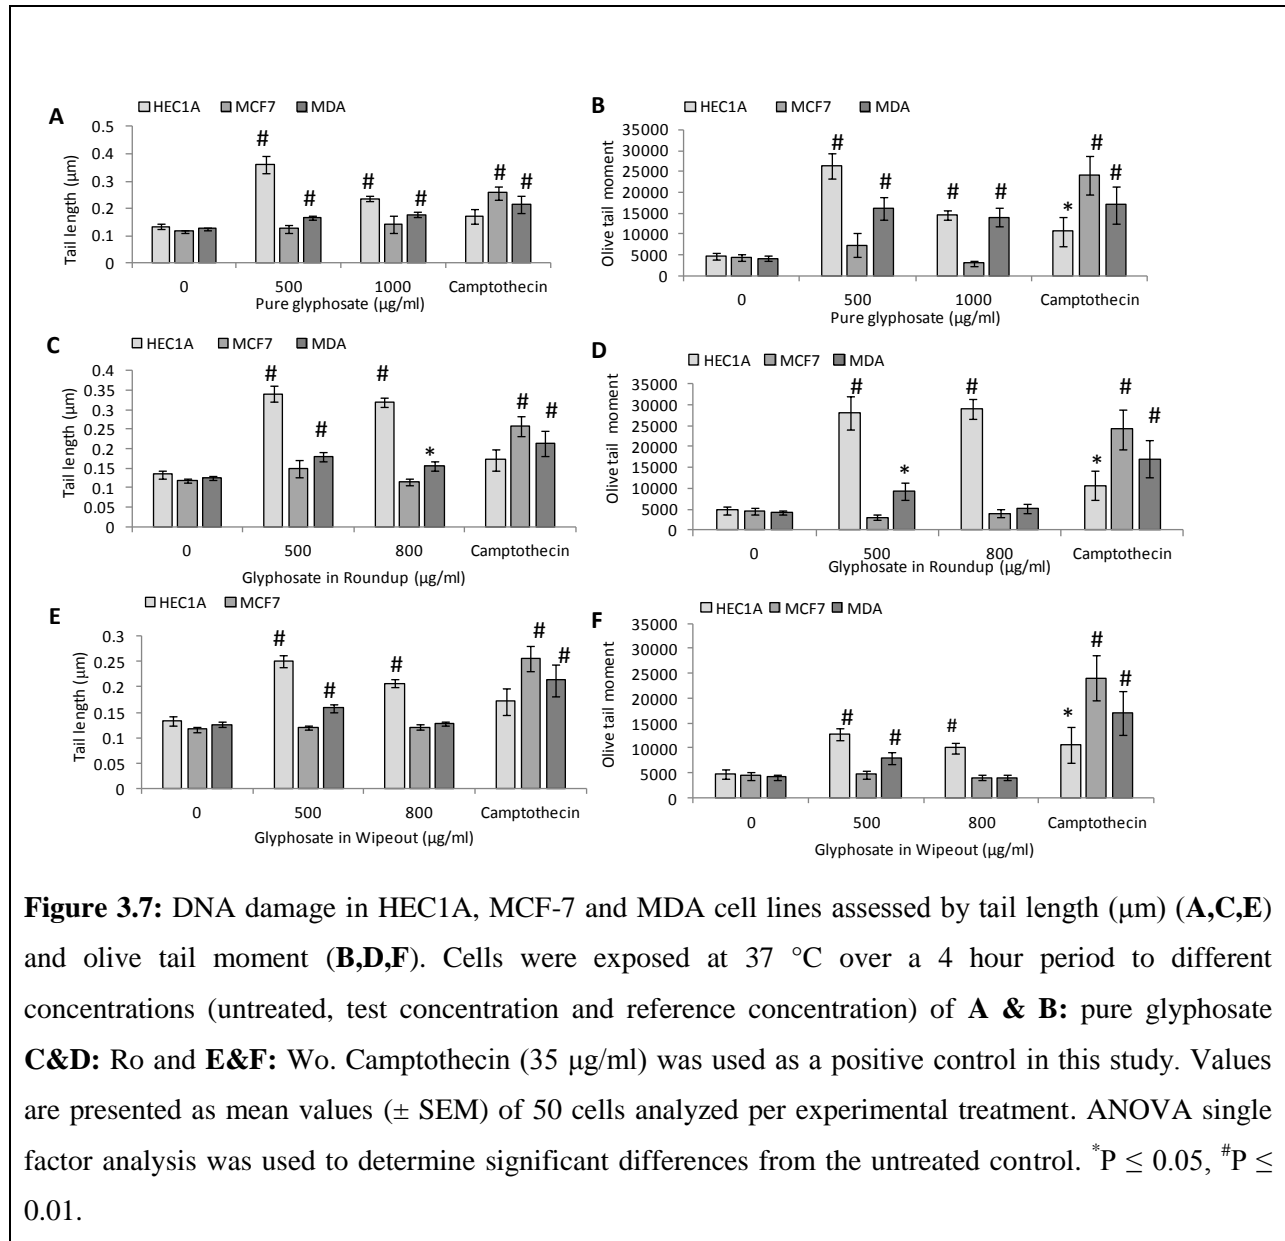 A
HEC1A MCF7 MDA
Tail length (µm)
0.5
0.4
0.3
0.2
0.1
0
# # # # # #
0 500 1000 Camptothecin
Pure glyphosate (µg/ml)
B
HEC1A MCF7 MDA
Olive tail moment
35000
30000
25000
20000
15000
10000
5000
0
# # # # * # #
0 500 1000 Camptothecin
Pure glyphosate (µg/ml)
C
HEC1A MCF7 MDA
Tail length (µm)
0.4
0.35
0.3
0.25
0.2
0.15
0.1
0.05
0
# # # * # #
0 500 800 Camptothecin
Glyphosate in Roundup (µg/ml)
D
HEC1A MCF7 MDA
Olive tail moment
35000
30000
25000
20000
15000
10000
5000
0
# * # * # #
0 500 800 Camptothecin
Glyphosate in Roundup (µg/ml)
E
HEC1A MCF7
Tail length (µm)
0.3
0.25
0.2
0.15
0.1
0.05
0
# # # # #
0 500 800 Camptothecin
Glyphosate in Wipeout (µg/ml)
F
HEC1A MCF7 MDA
Olive tail moment
35000
30000
25000
20000
15000
10000
5000
0
# # # * # #
0 500 800 Camptothecin
Glyphosate in Wipeout (µg/ml)
Figure 3.7: DNA damage in HEC1A, MCF-7 and MDA cell lines assessed by tail length (µm) (A,C,E)
and olive tail moment (B,D,F). Cells were exposed at 37 °C over a 4 hour period to different
concentrations (untreated, test concentration and reference concentration) of A & B: pure glyphosate
C&D: Ro and E&F: Wo. Camptothecin (35 µg/ml) was used as a positive control in this study. Values
are presented as mean values (± SEM) of 50 cells analyzed per experimental treatment. ANOVA single
factor analysis was used to determine significant differences from the untreated control. *P ≤ 0.05, #P ≤
0.01.